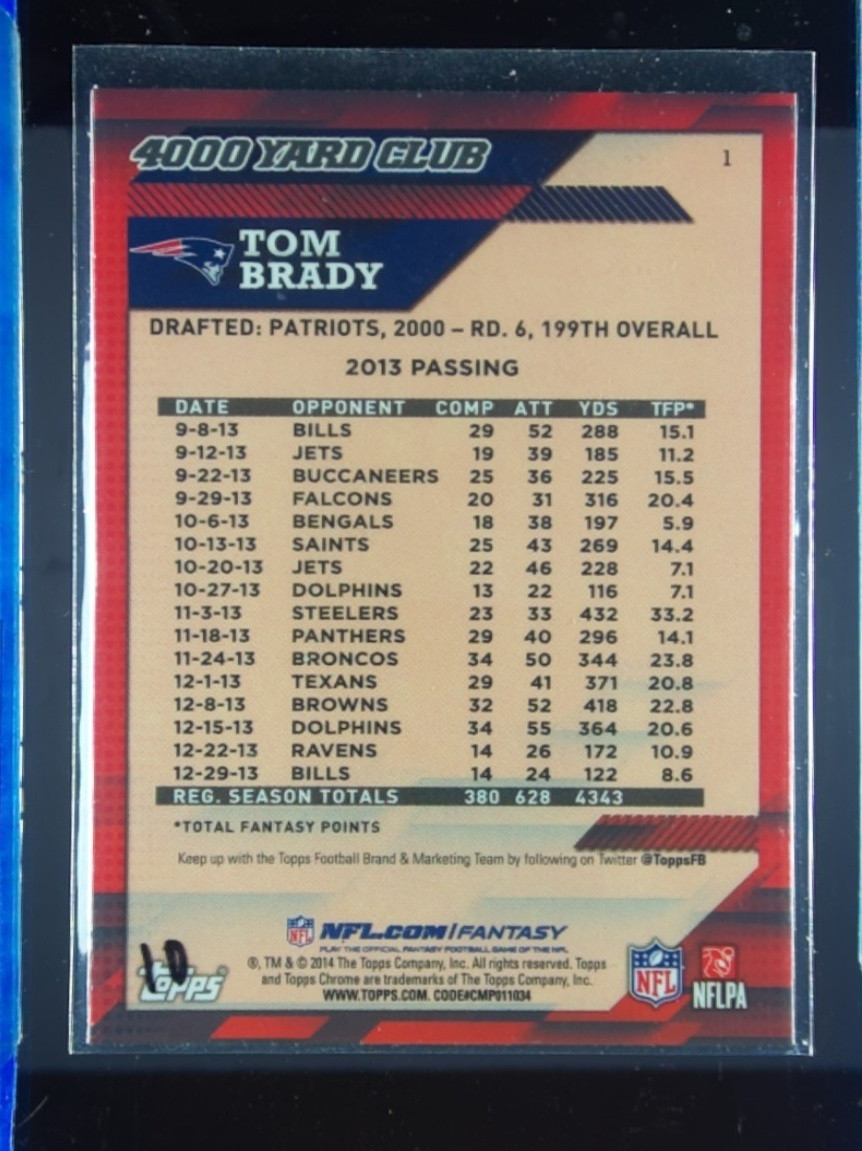 4000 YARD CLUB
1
TOM
BRADY
DRAFTED: PATRIOTS, 2000 – RD. 6, 199TH OVERALL
2013 PASSING
DATE OPPONENT COMP ATT YDS TFP*
9-8-13 BILLS 29 52 288 15.1
9-12-13 JETS 19 39 185 11.2
9-22-13 BUCCANEERS 25 36 225 15.5
9-29-13 FALCONS 20 31 316 20.4
10-6-13 BENGALS 18 38 197 5.9
10-13-13 SAINTS 25 43 269 14.4
10-20-13 JETS 22 46 228 7.1
10-27-13 DOLPHINS 13 22 116 7.1
11-3-13 STEELERS 23 33 432 33.2
11-18-13 PANTHERS 29 40 296 14.1
11-24-13 BRONCOS 34 50 344 23.8
12-1-13 TEXANS 29 41 371 20.8
12-8-13 BROWNS 32 52 418 22.8
12-15-13 DOLPHINS 34 55 364 20.6
12-22-13 RAVENS 14 26 172 10.9
12-29-13 BILLS 14 24 122 8.6
REG. SEASON TOTALS 380 628 4343
*TOTAL FANTASY POINTS
Keep up with the Topps Football Brand & Marketing Team by following on Twitter @ToppsFB
NFL NFL.COM/FANTASY
PLAY THE OFFICIAL FANTASY FOOTBALL GAME OF THE NFL
®, TM & © 2014 The Topps Company, Inc. All rights reserved. Topps
and Topps Chrome are trademarks of The Topps Company, Inc.
WWW.TOPPS.COM. CODE#CMP011034
10
Topps
NFL
NFLPA